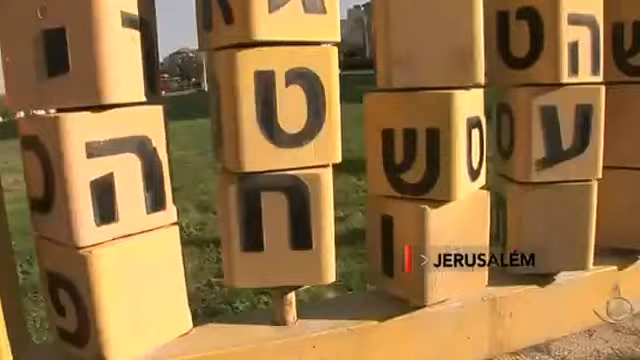 ט ה ש
כ ה ט ש ס ס ע
ח
פ ו
> JERUSALÉM